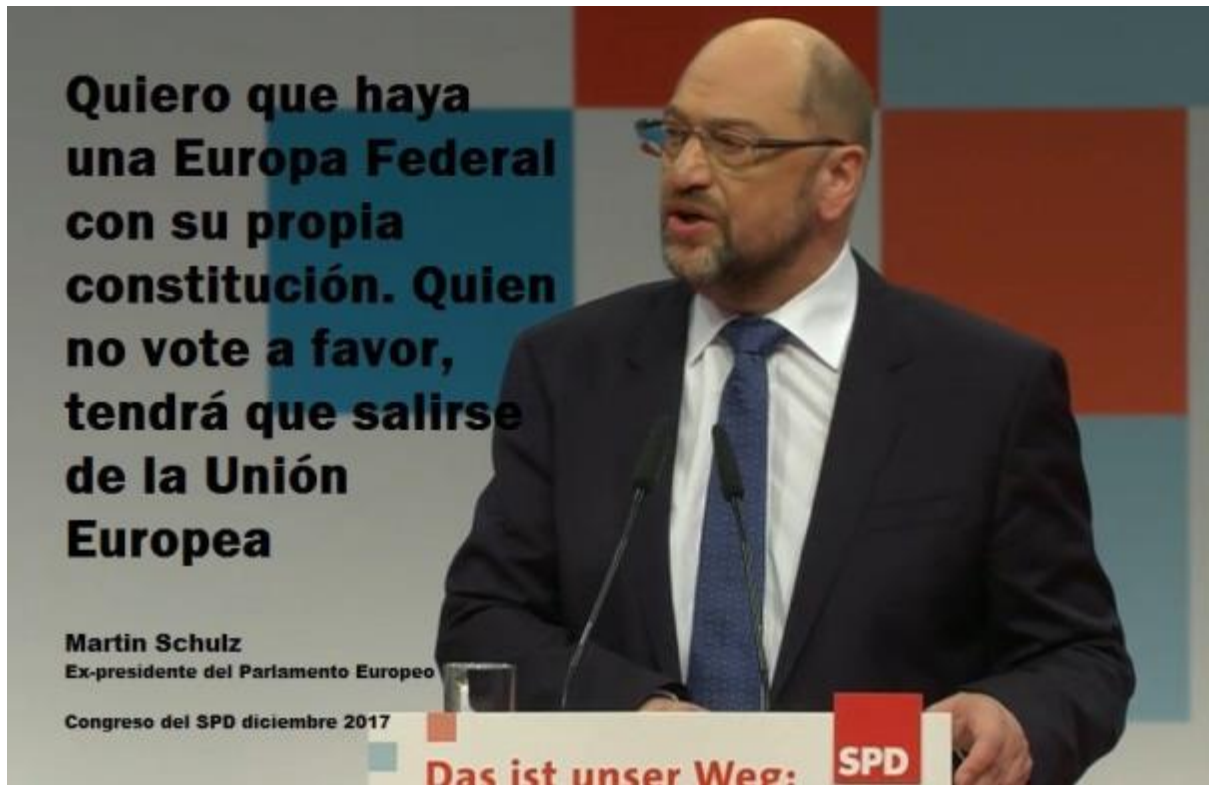 Quiero que haya
una Europa Federal
con su propia
constitución. Quien
no vote a favor,
tendrá que salirse
de la Unión
Europea
Martin Schulz
Ex-presidente del Parlamento Europeo
Congreso del SPD diciembre 2017
Das ist unser Weg:
SPD